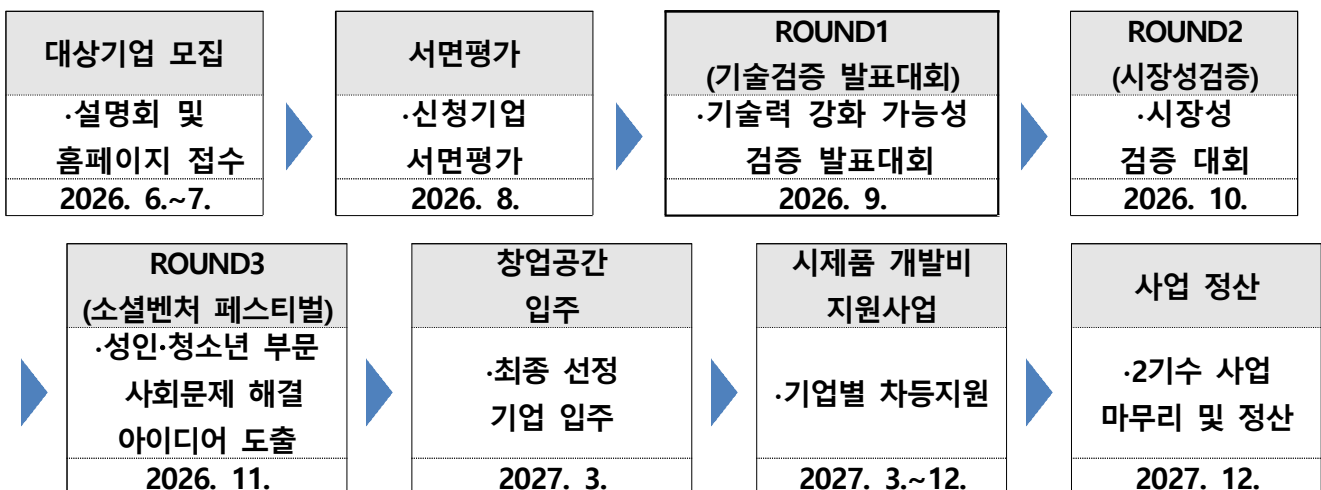 대상기업 모집
·설명회 및
홈페이지 접수
2026. 6.~7.
서면평가
·신청기업
서면평가
2026. 8.
ROUND1
(기술검증 발표대회)
·기술력 강화 가능성
검증 발표대회
2026. 9.
ROUND2
(시장성검증)
·시장성
검증 대회
2026. 10.
ROUND3
(소셜벤처 페스티벌)
·성인·청소년 부문
사회문제 해결
아이디어 도출
2026. 11.
창업공간
입주
·최종 선정
기업 입주
2027. 3.
시제품 개발비
지원사업
·기업별 차등지원
2027. 3.~12.
사업 정산
·2기수 사업
마무리 및 정산
2027. 12.